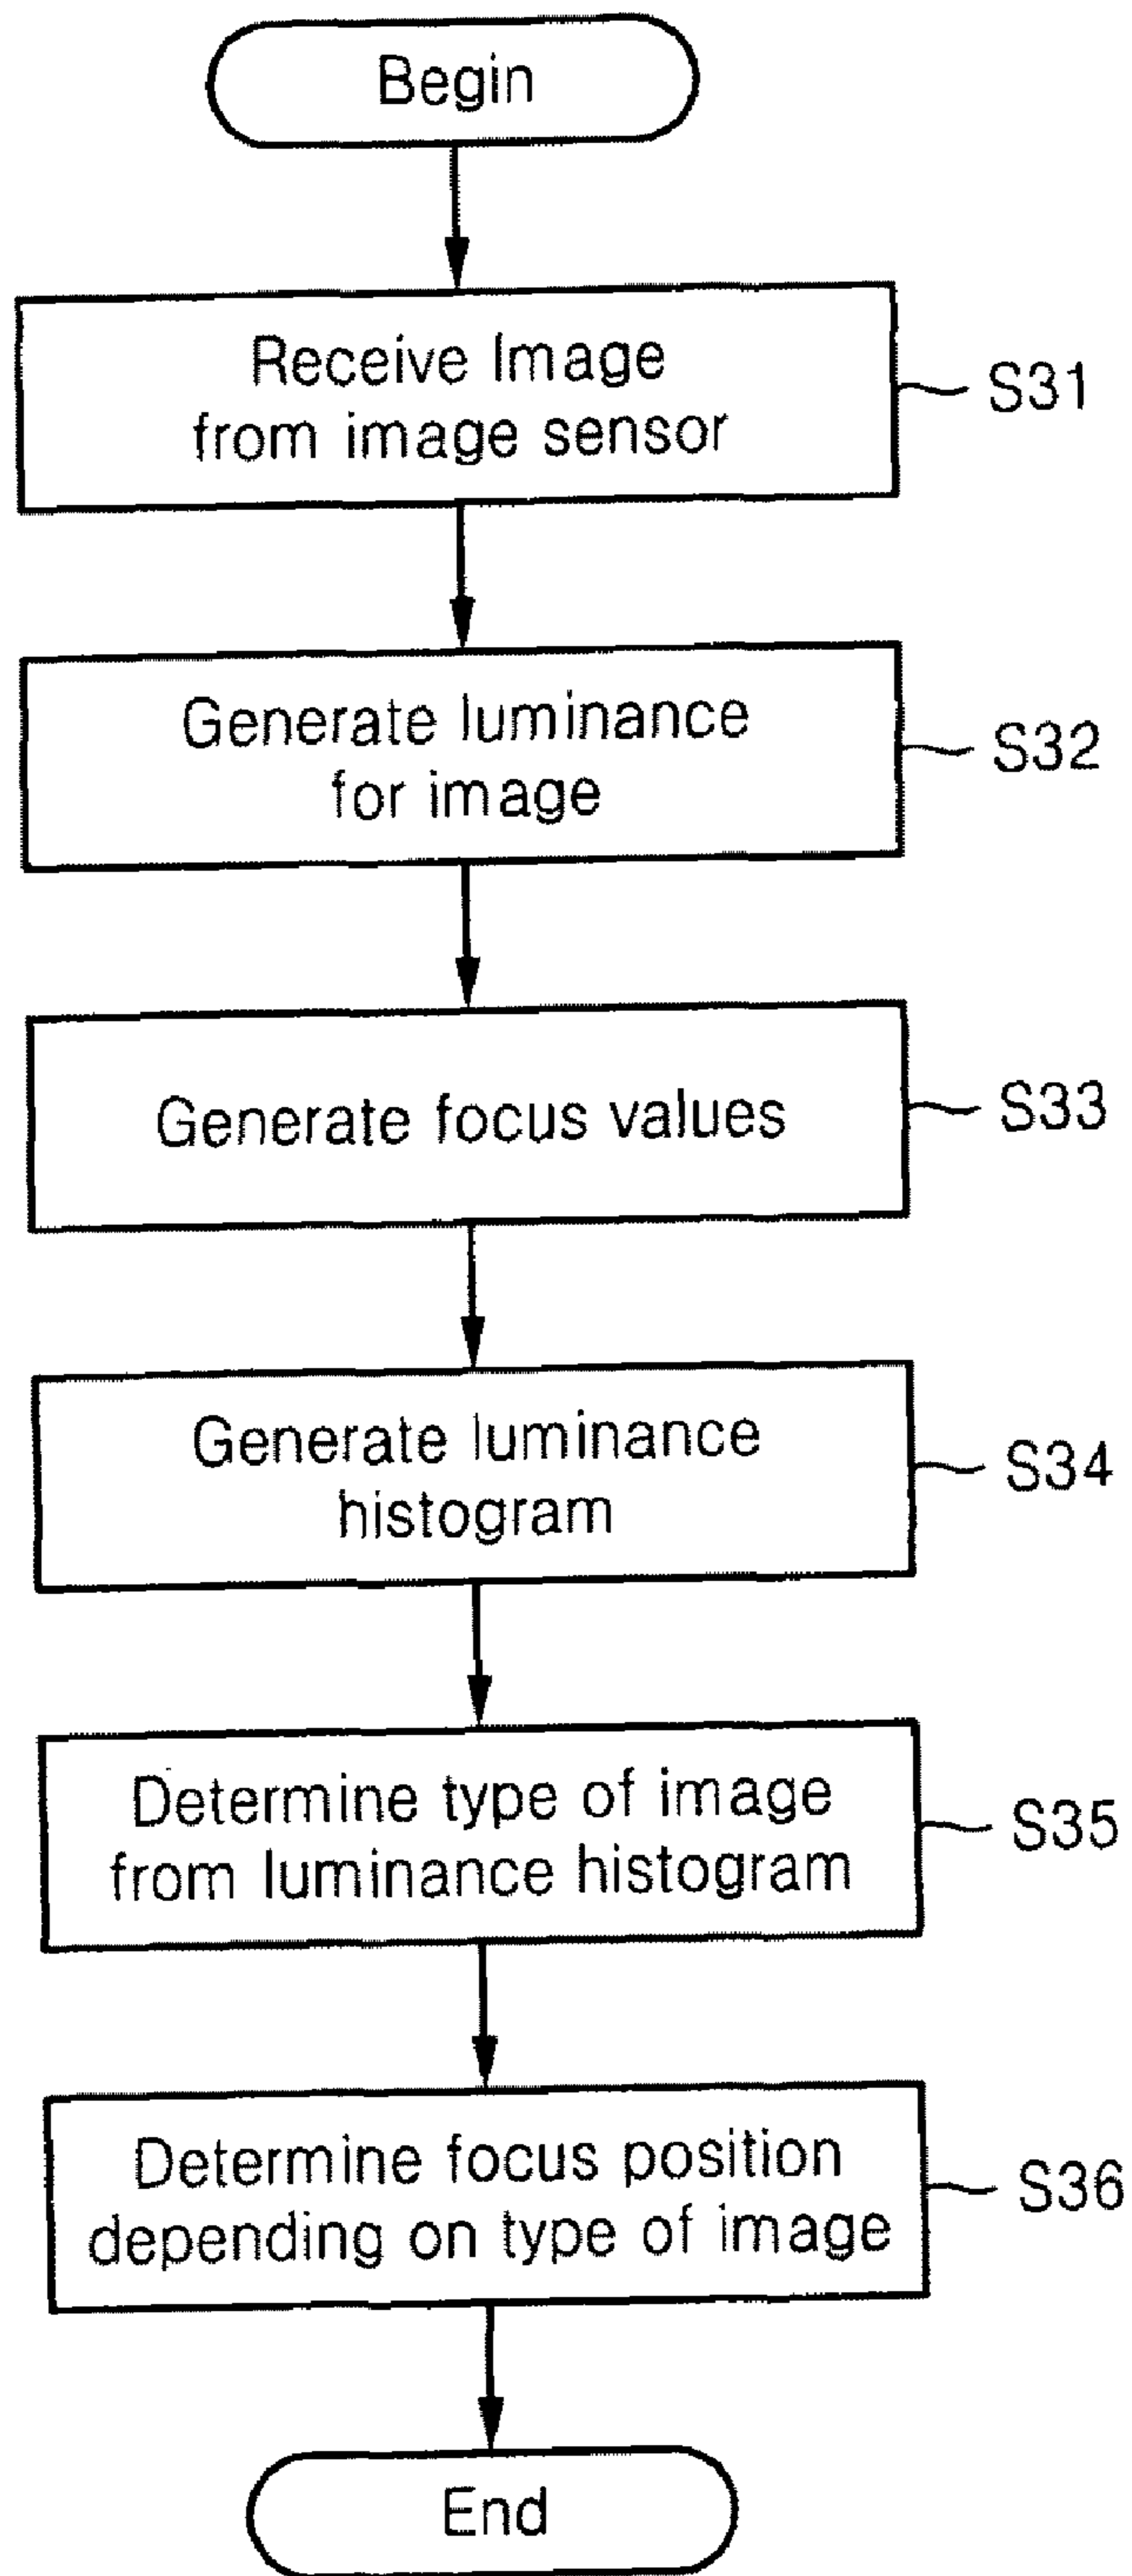 Begin
Receive Image
from image sensor
S31
Generate luminance
for image
S32
Generate focus values
S33
Generate luminance
histogram
S34
Determine type of image
from luminance histogram
S35
Determine focus position
depending on type of image
S36
End